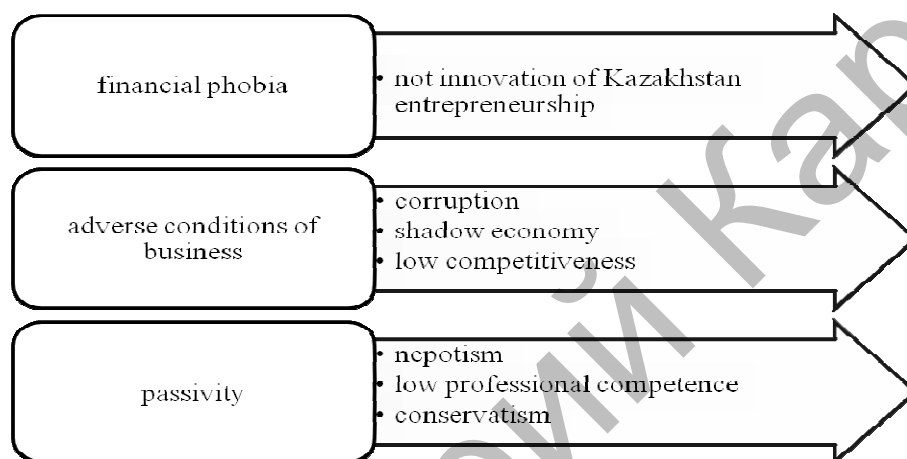 financial phobia
• not innovation of Kazakhstan
entrepreneurship
adverse conditions of
business
• corruption
• shadow economy
• low competitiveness
passivity
• nepotism
• low professional competence
• conservatism